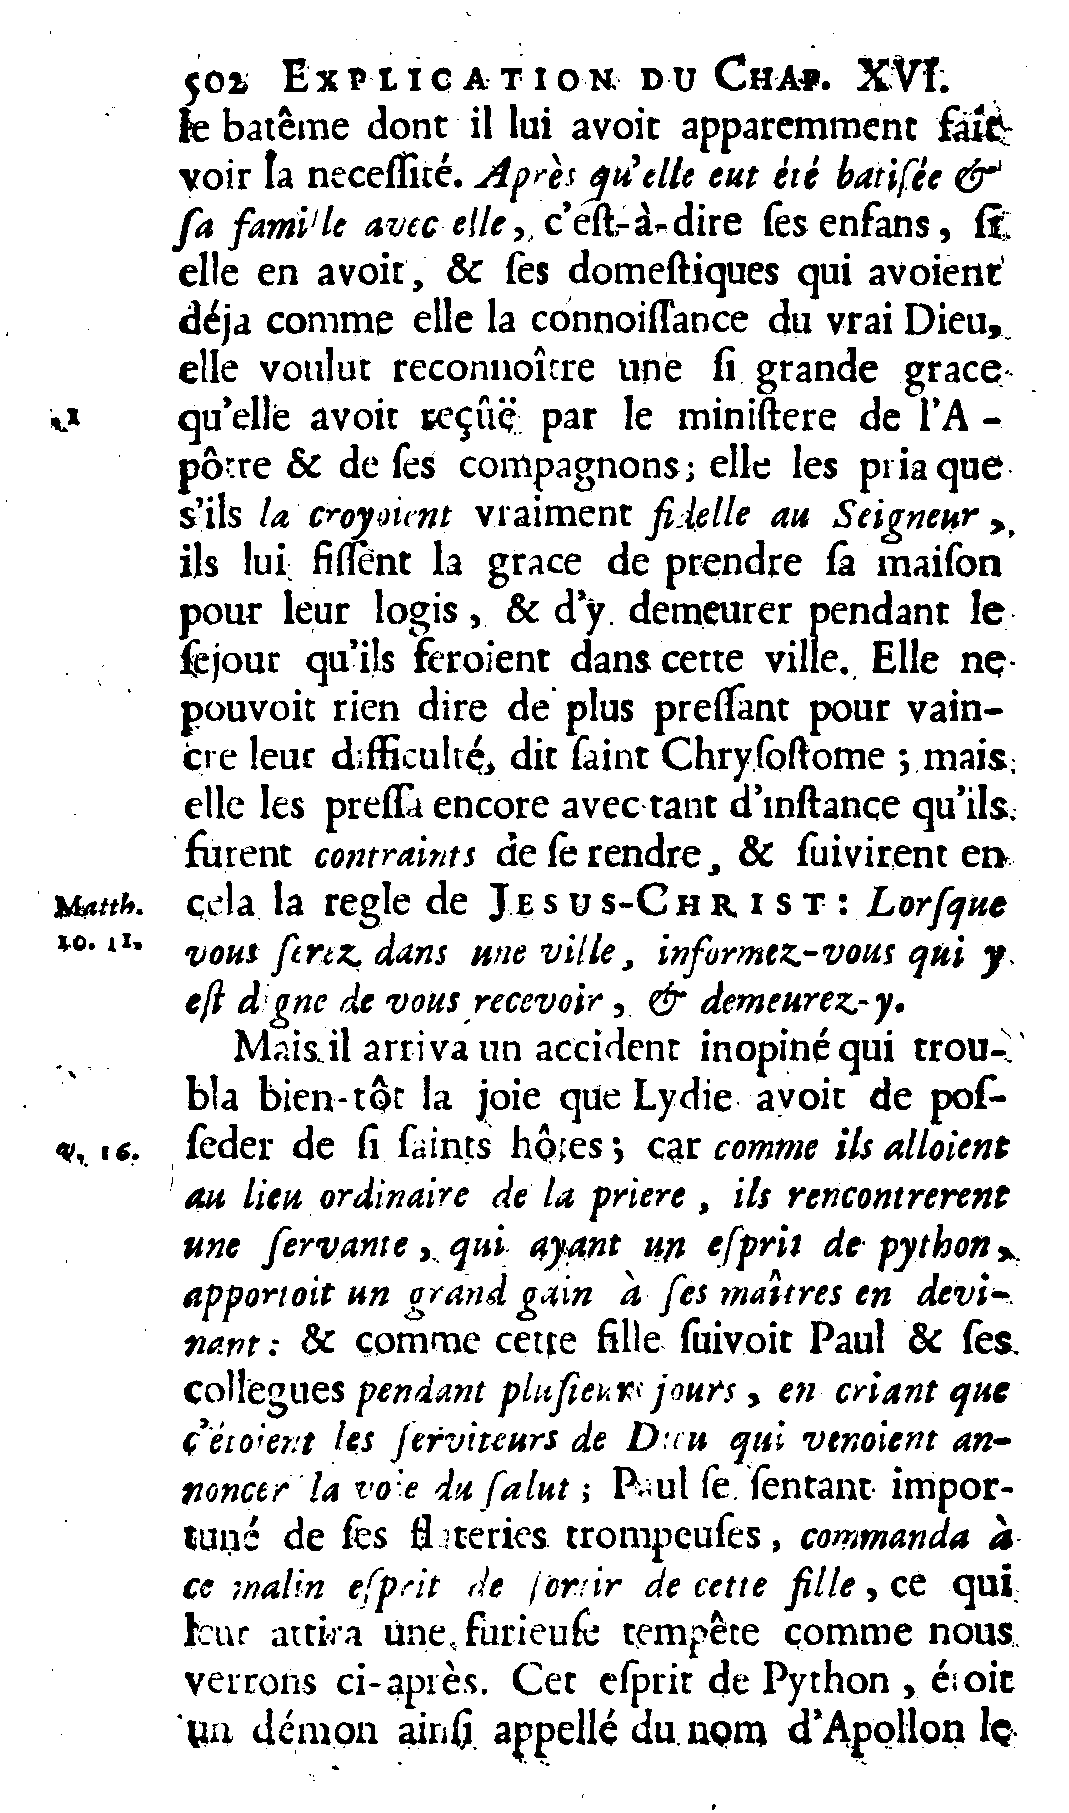 502 EXPLICATION DU CHAP. XVI.
le batême dont il lui avoit apparemment fait
voir la neceſſité. Après qu'elle eut été batiſée &
ſa famille avec elle, c'eſt-à-dire ſes enfans, ſi
elle en avoit, & ſes domeſtiques qui avoient
déja comme elle la connoiſſance du vrai Dieu,
elle voulut reconnoître une ſi grande grace
qu'elle avoit reçûë par le miniſtere de l'A-
pôtre & de ſes compagnons; elle les pria que
s'ils la croyoient vraiment fidelle au Seigneur,
ils lui fiſſent la grace de prendre ſa maiſon
pour leur logis, & d'y demeurer pendant le
ſejour qu'ils feroient dans cette ville. Elle ne
pouvoit rien dire de plus preſſant pour vain-
cre leur difficulté, dit ſaint Chryſoſtome; mais
elle les preſſa encore avec tant d'inſtance qu'ils
furent contraints de ſe rendre, & ſuivirent en
Matth. 10. 11.
cela la regle de JESUS-CHRIST: Lorſque
vous ſerez dans une ville, informez-vous qui y
eſt digne de vous recevoir, & demeurez-y.
Mais il arriva un accident inopiné qui trou-
bla bien-tôt la joie que Lydie avoit de poſ-
v. 16.
ſeder de ſi ſaints hôtes; car comme ils alloient
au lieu ordinaire de la priere, ils rencontrerent
une ſervante, qui ayant un eſprit de python,
apportoit un grand gain à ſes maîtres en devi-
nant: & comme cette fille ſuivoit Paul & ſes
collegues pendant pluſieurs jours, en criant que
c'étoient les ſerviteurs de Dieu qui venoient an-
noncer la voie du ſalut; Paul ſe ſentant impor-
tuné de ſes flateries trompeuſes, commanda à
ce malin eſprit de ſortir de cette fille, ce qui
leur attira une furieuſe tempête comme nous
verrons ci-après. Cet eſprit de Python, étoit
un démon ainſi appellé du nom d'Apollon le